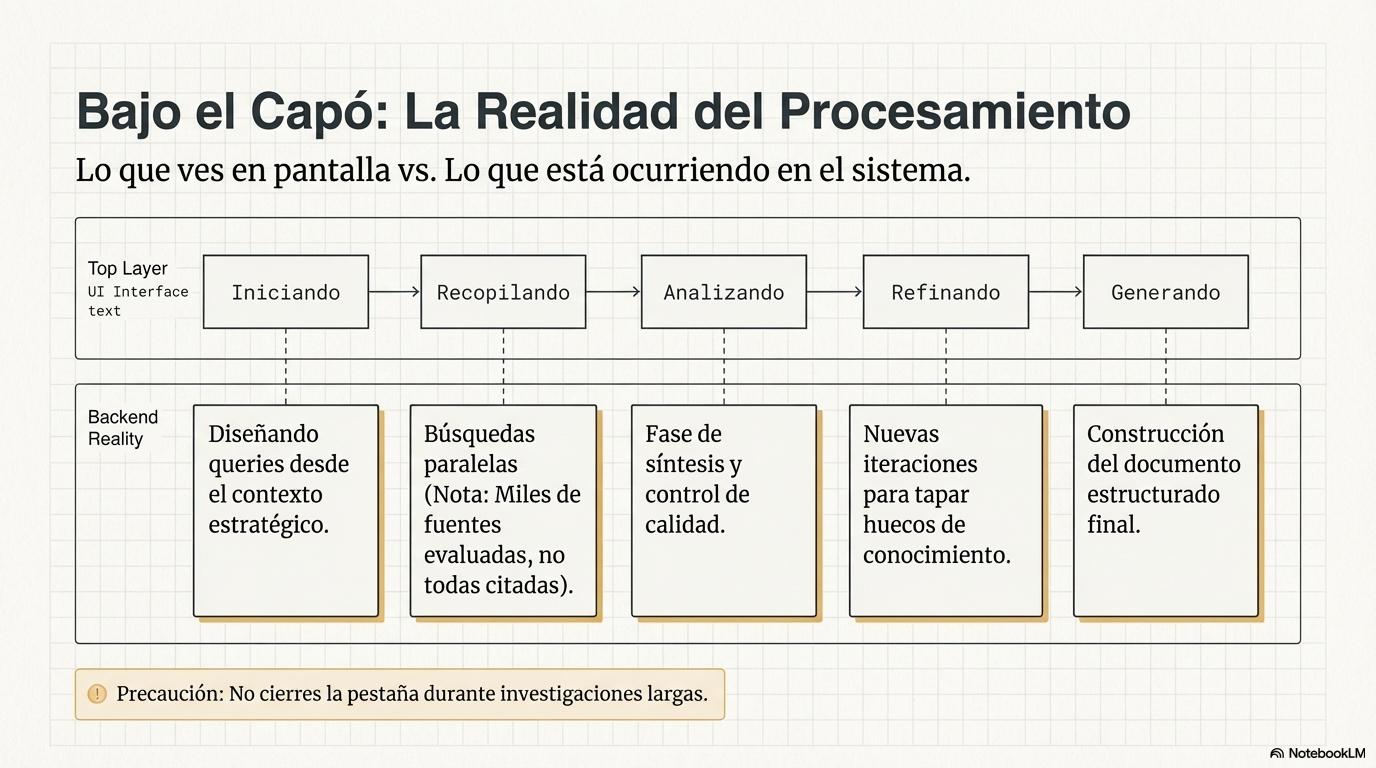 Bajo el Capó: La Realidad del Procesamiento
Lo que ves en pantalla vs. Lo que está ocurriendo en el sistema.
Top Layer
UI Interface
text
Iniciando
Recopilando
Analizando
Refinando
Generando
Backend
Reality
Diseñando
queries desde
el contexto
estratégico.
Búsquedas
paralelas
(Nota: Miles de
fuentes
evaluadas, no
todas citadas).
Fase de
síntesis y
control de
calidad.
Nuevas
iteraciones
para tapar
huecos de
conocimiento.
Construcción
del documento
estructurado
final.
! Precaución: No cierres la pestaña durante investigaciones largas.
NotebookLM